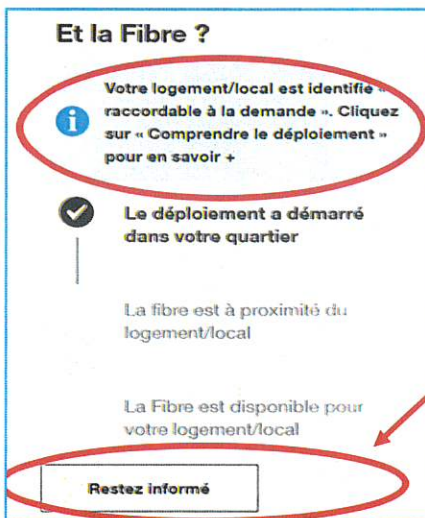 Et la Fibre ?
Votre logement/local est identifié «
raccordable à la demande ». Cliquez
sur « Comprendre le déploiement »
pour en savoir +
Le déploiement a démarré
dans votre quartier
La fibre est à proximité du
logement/local
La Fibre est disponible pour
votre logement/local
Restez informé